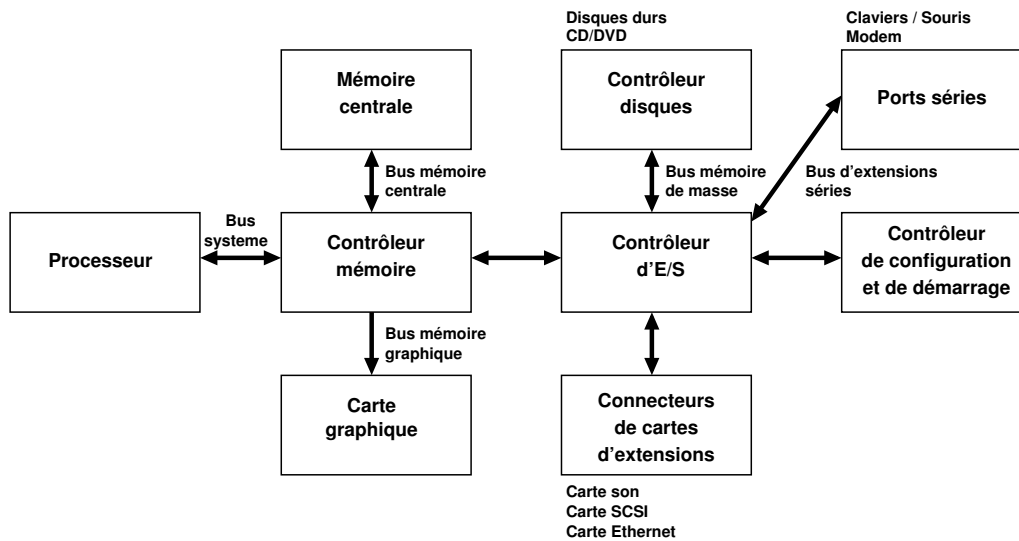 Disques durs
CD/DVD
Claviers / Souris
Modem
Mémoire
centrale
Contrôleur
disques
Ports séries
Bus mémoire
centrale
Bus mémoire
de masse
Bus d'extensions
séries
Processeur
Bus
systeme
Contrôleur
mémoire
Contrôleur
d'E/S
Contrôleur
de configuration
et de démarrage
Bus mémoire
graphique
Carte
graphique
Connecteurs
de cartes
d'extensions
Carte son
Carte SCSI
Carte Ethernet